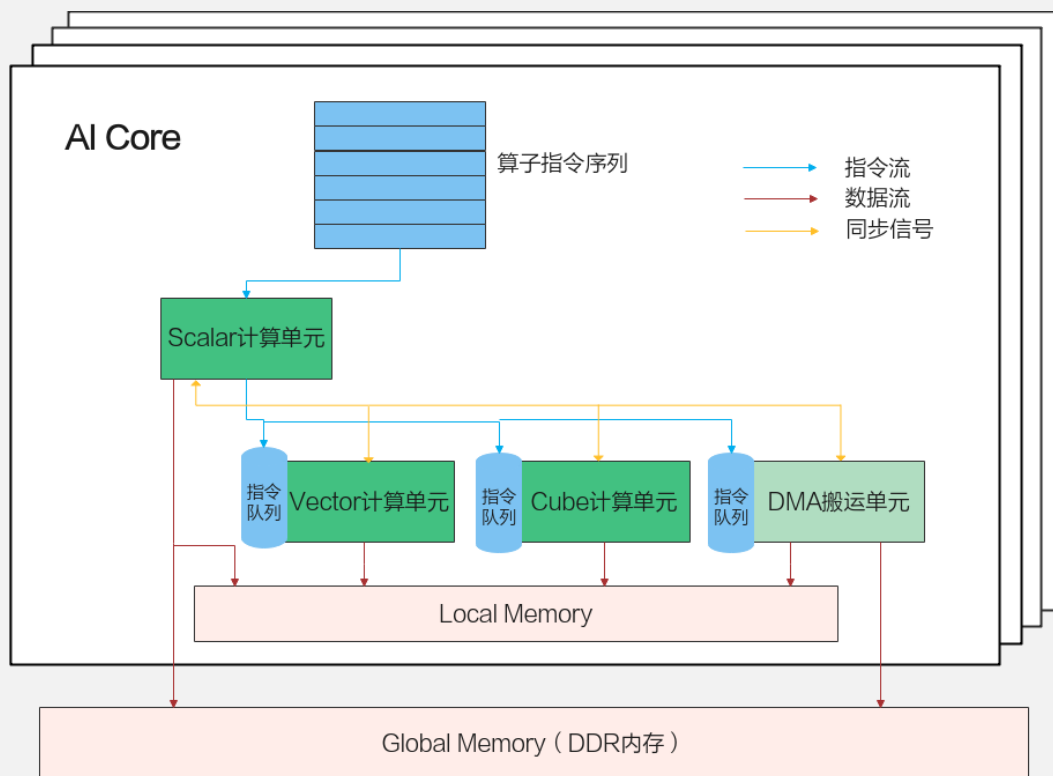 AI Core
算子指令序列
指令流
数据流
同步信号
Scalar计算单元
指令
队列
Vector计算单元
指令
队列
Cube计算单元
指令
队列
DMA搬运单元
Local Memory
Global Memory（DDR内存）